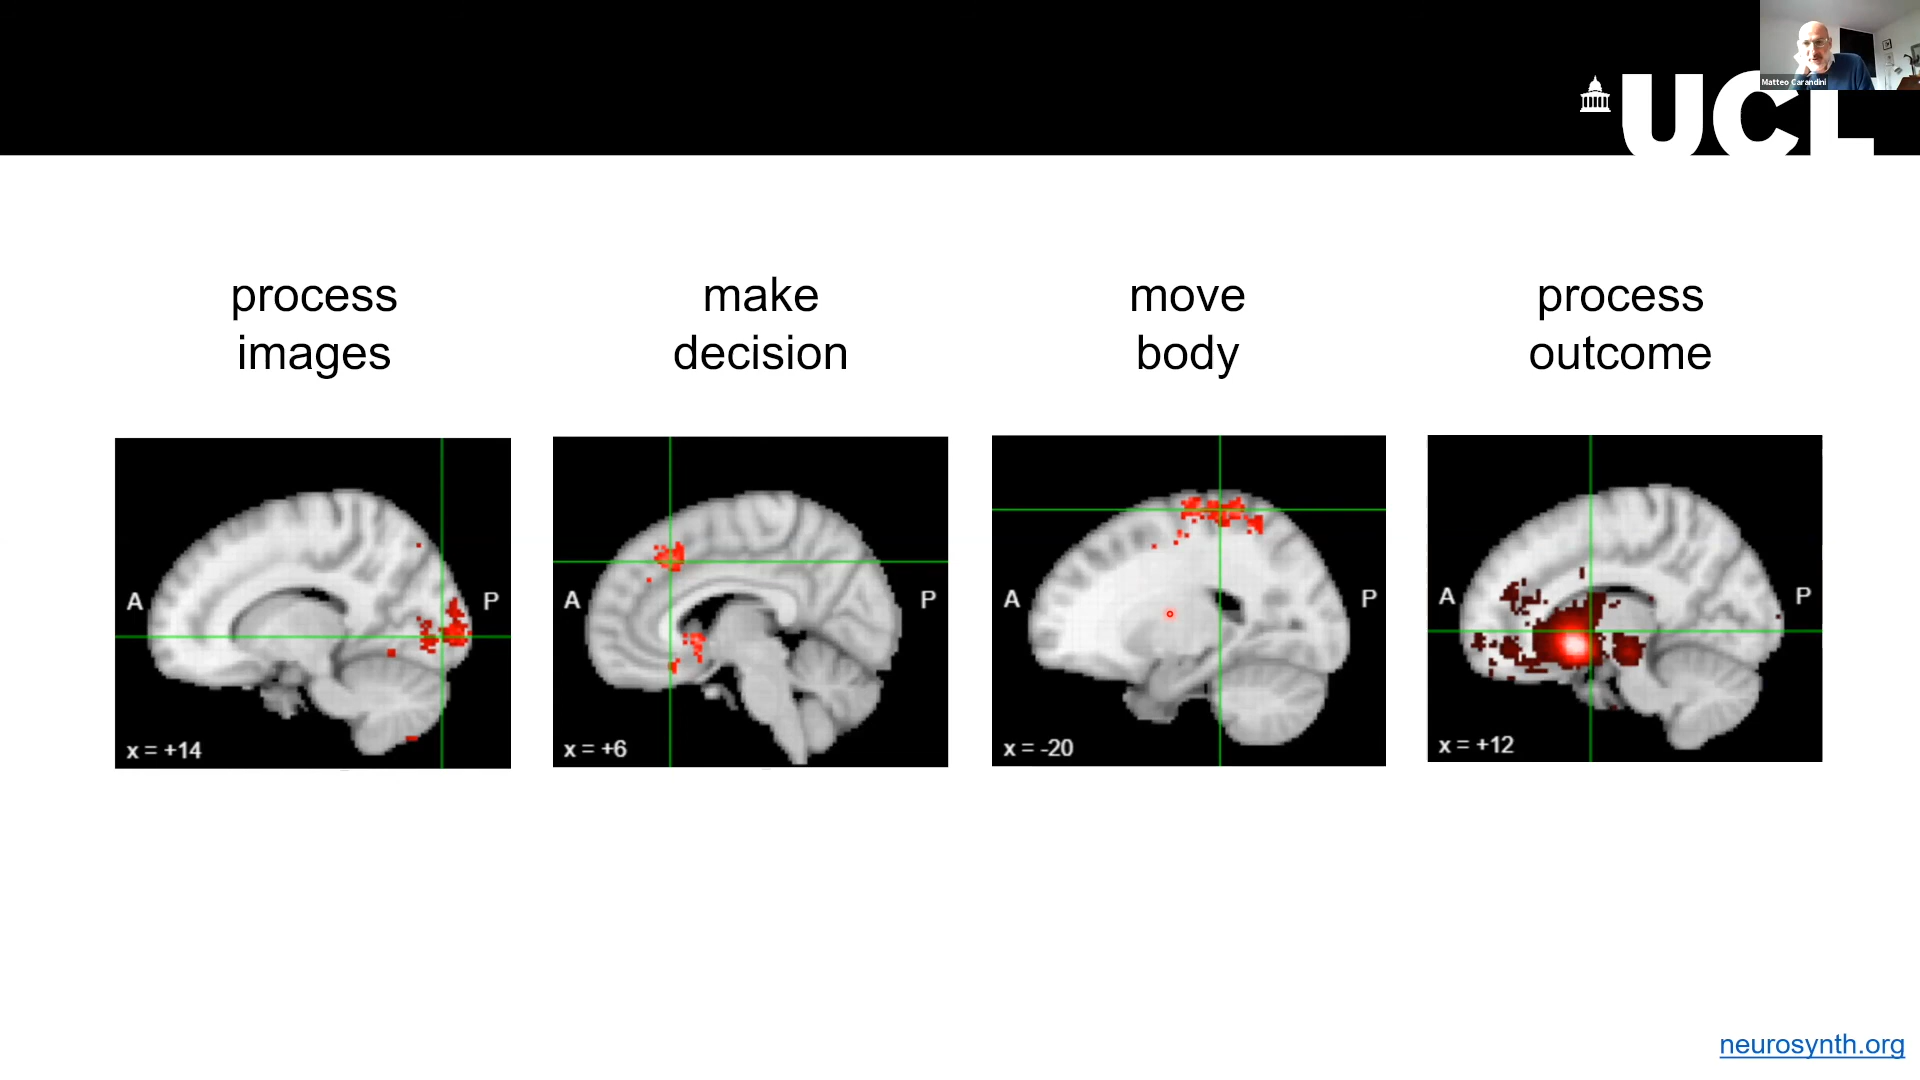 Matteo Carandini
UCL
process
images
make
decision
move
body
process
outcome
A
P
x = +14
A
P
x = +6
A
P
x = -20
A
P
x = +12
neurosynth.org